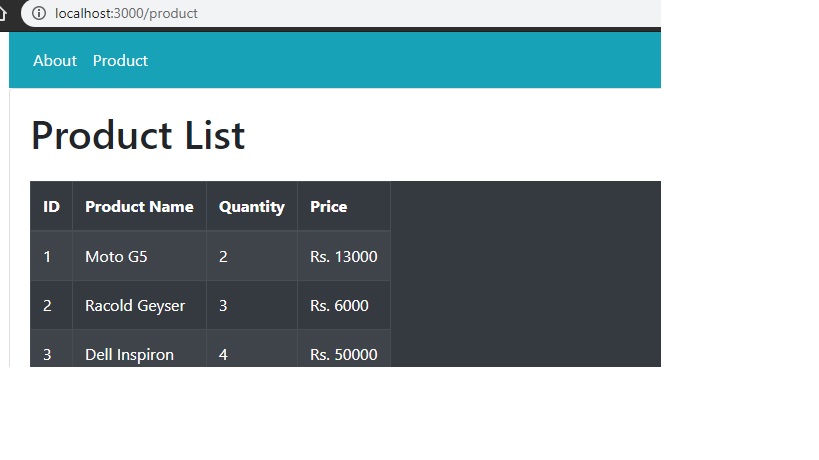 localhost:3000/product
About Product
Product List
ID Product Name Quantity Price
1 Moto G5 2 Rs. 13000
2 Racold Geyser 3 Rs. 6000
3 Dell Inspiron 4 Rs. 50000